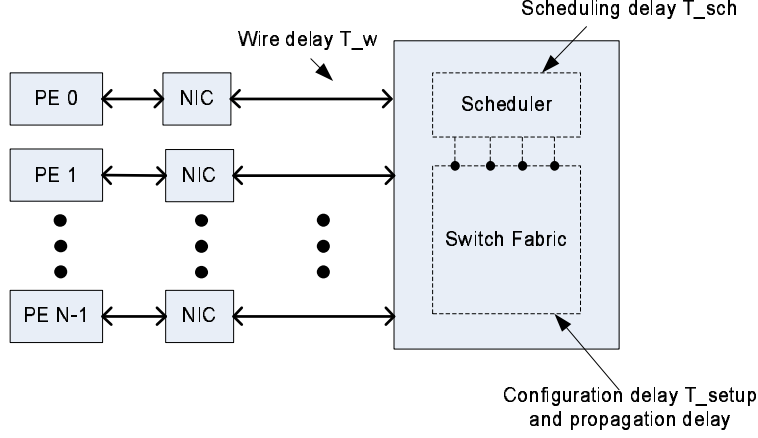 Scheduling delay T_sch
Wire delay T_w
PE 0
NIC
Scheduler
PE 1
NIC
Switch Fabric
PE N-1
NIC
Configuration delay T_setup
and propagation delay